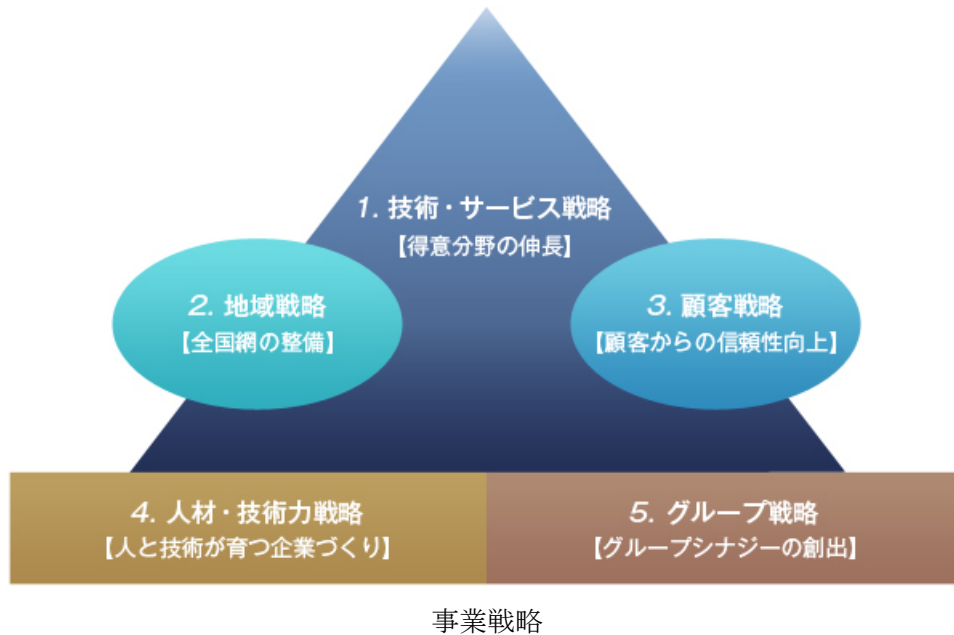 1. 技術・サービス戦略
【得意分野の伸長】
2. 地域戦略
【全国網の整備】
3. 顧客戦略
【顧客からの信頼性向上】
4. 人材・技術力戦略
【人と技術が育つ企業づくり】
5. グループ戦略
【グループシナジーの創出】
事業戦略